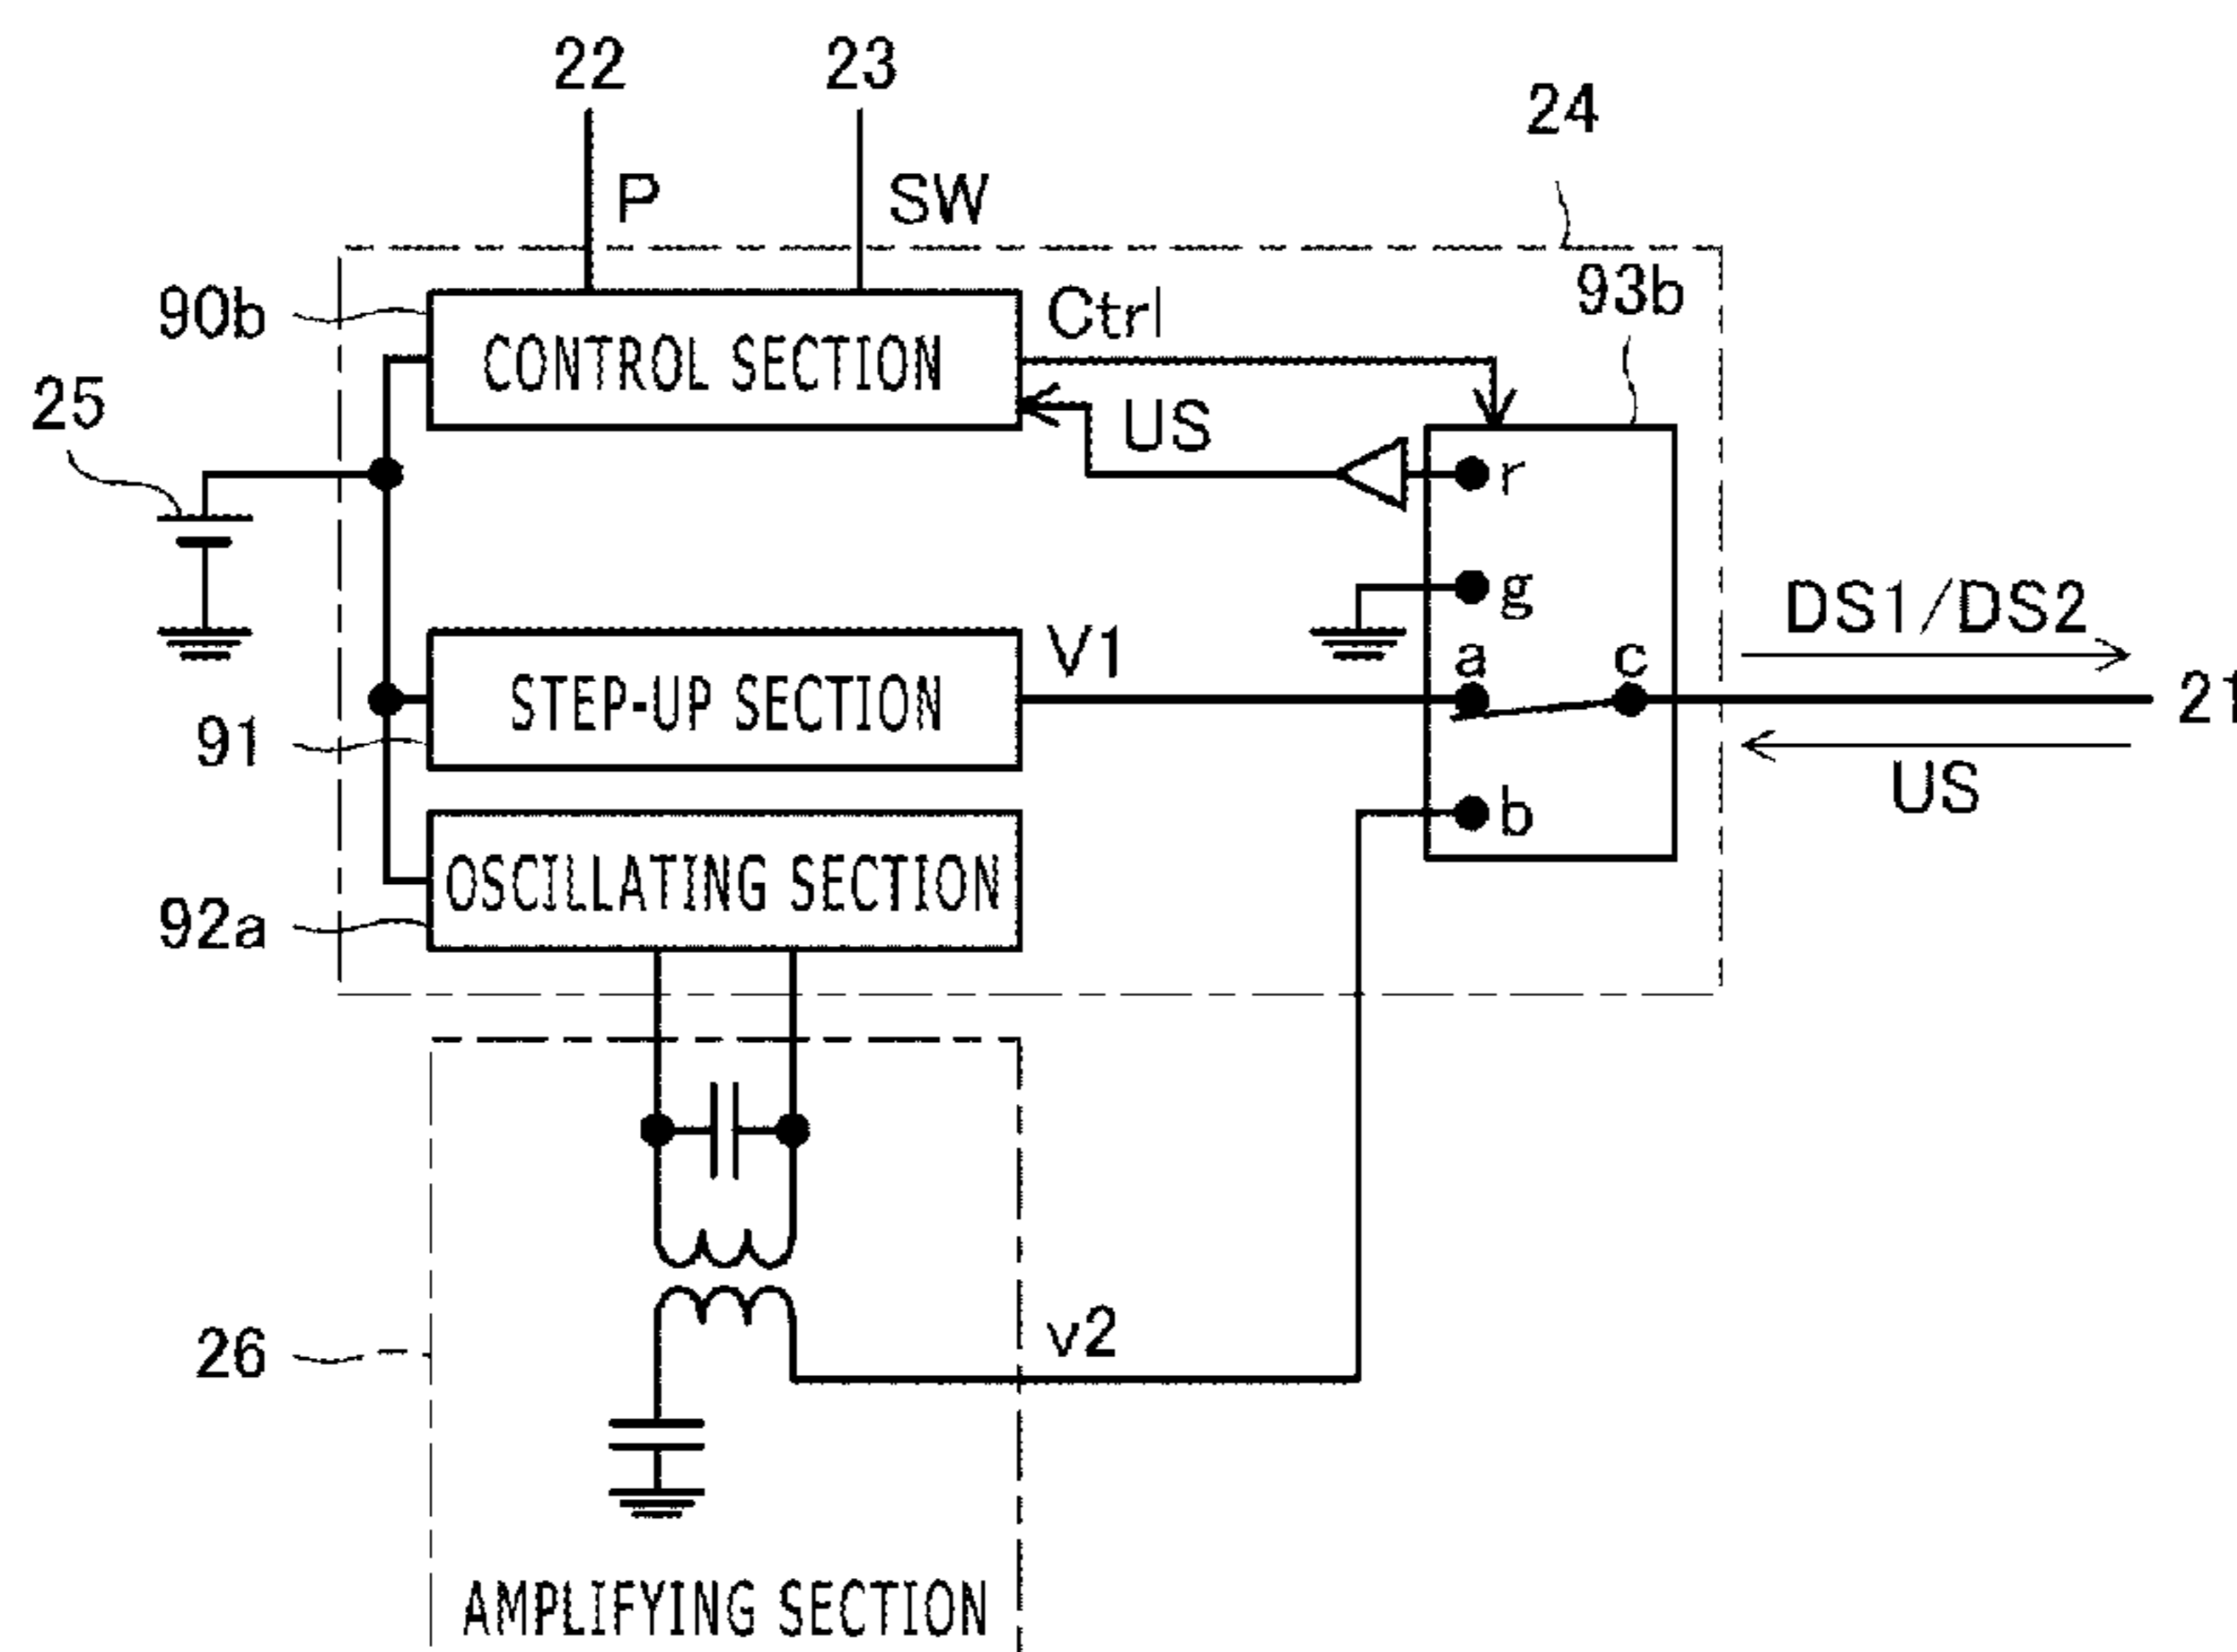 22
23
24
P
SW
90b
Ctrl
93b
CONTROL SECTION
25
US
r
g
DS1/DS2
V1
a
c
STEP-UP SECTION
21
91
US
b
OSCILLATING SECTION
92a
26
v2
AMPLIFYING SECTION